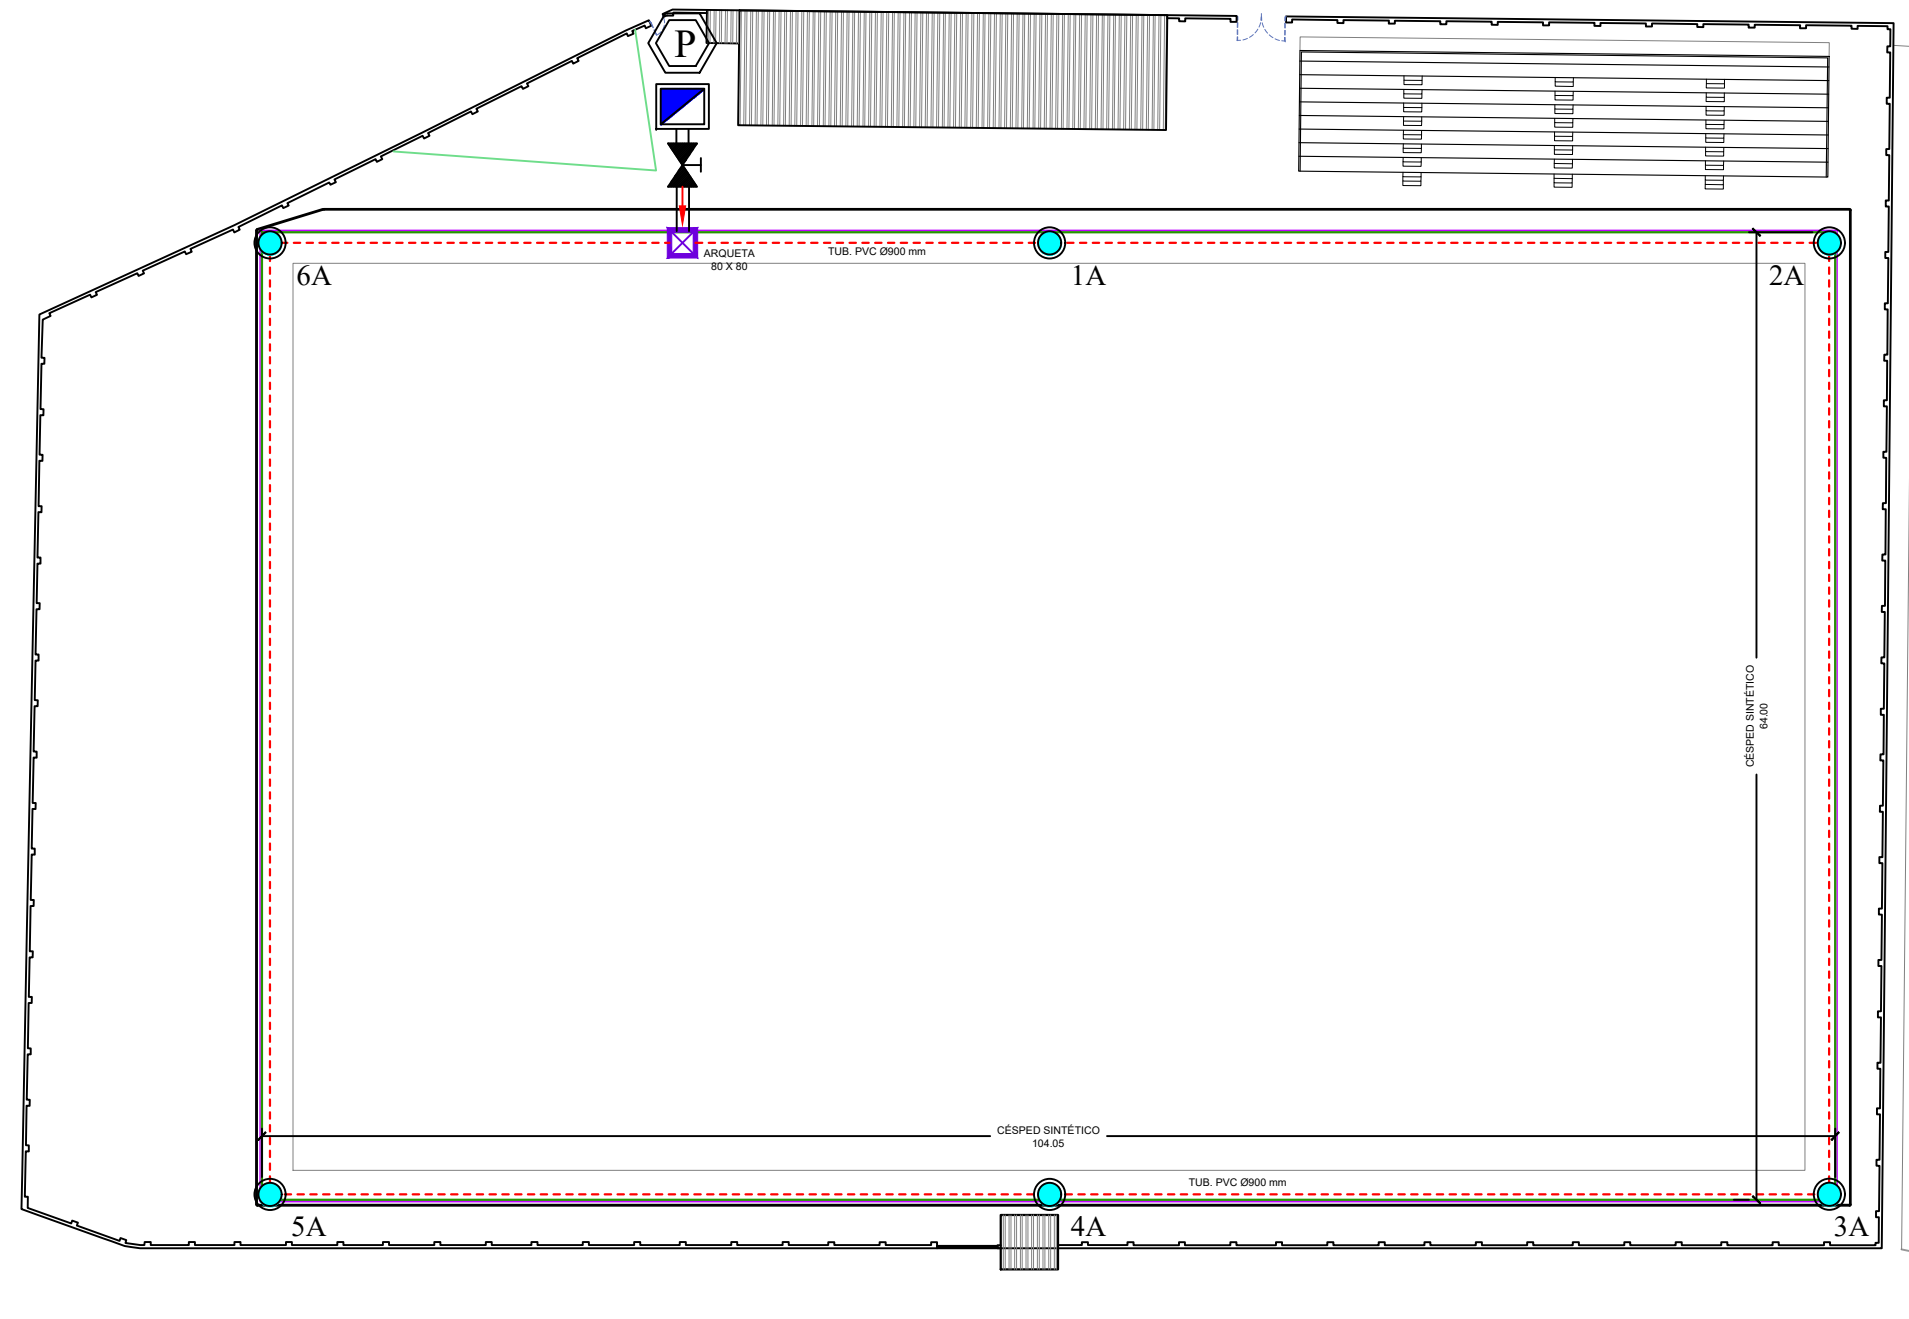 P
ARQUETA
80 X 80
TUB. PVC Ø900 mm
6A
1A
2A
CÉSPED SINTÉTICO
64.00
CÉSPED SINTÉTICO
104.05
TUB. PVC Ø900 mm
5A
4A
3A